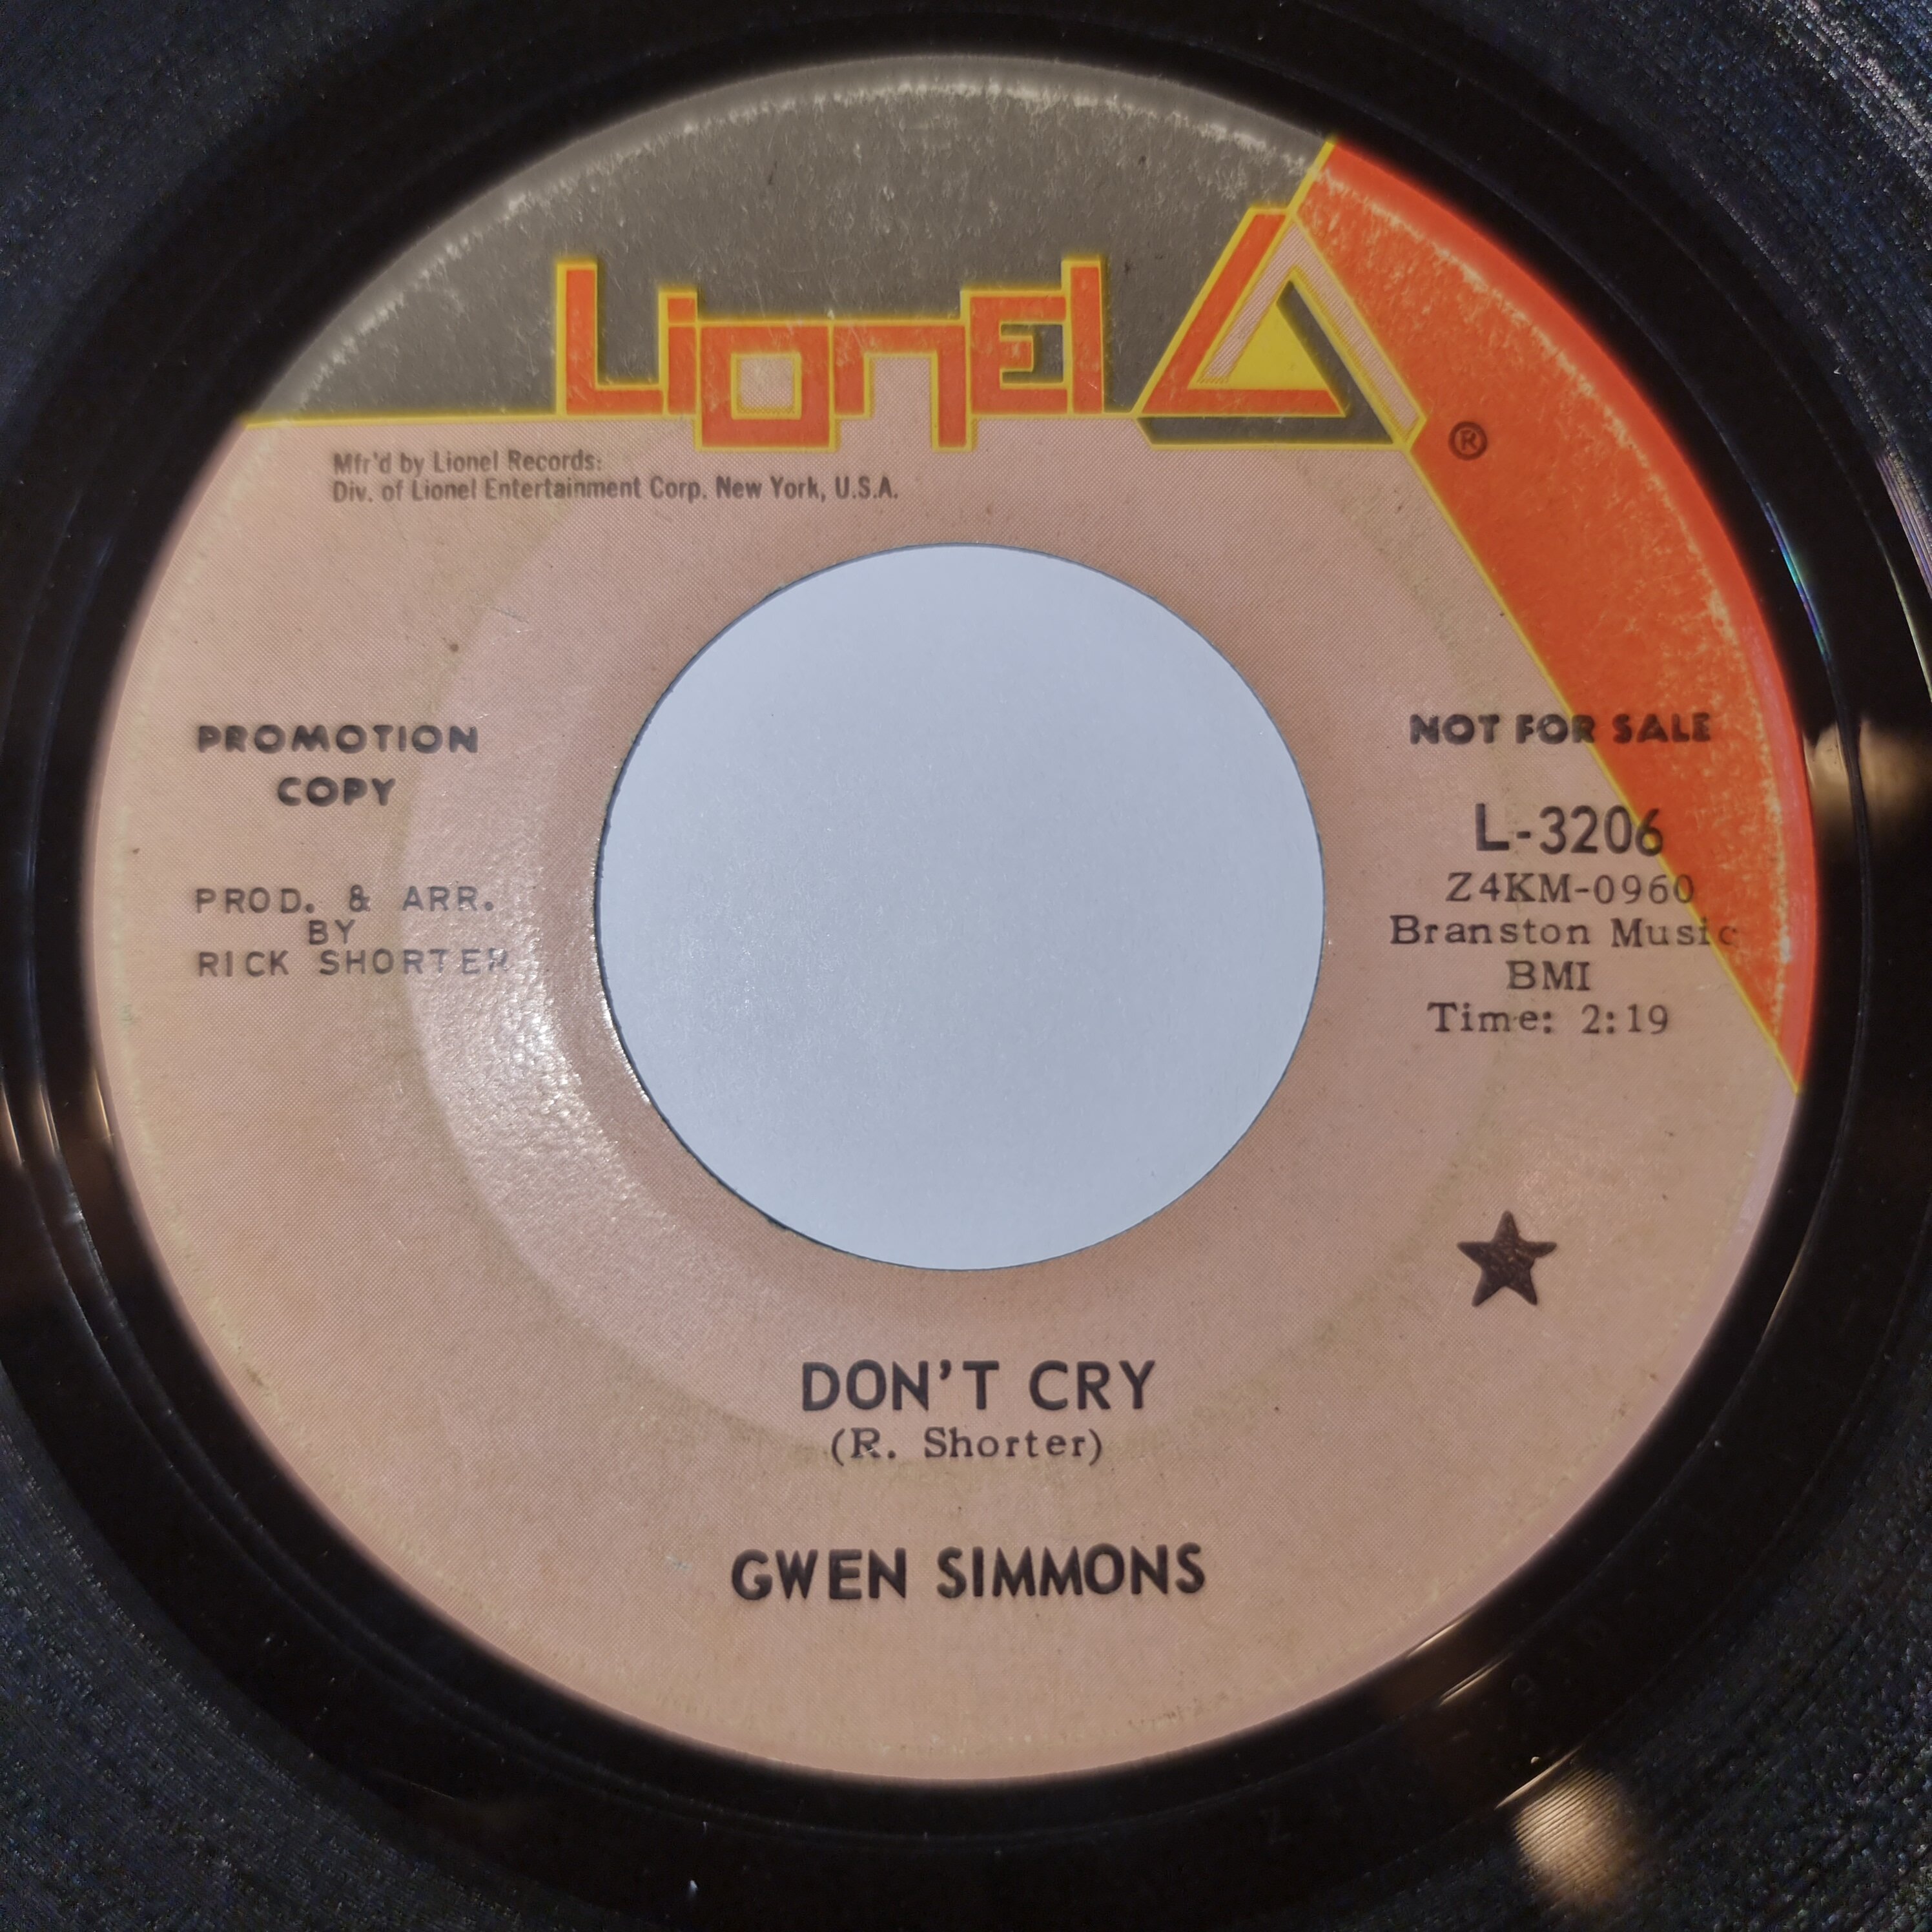 Lionel
®
Mfr'd by Lionel Records:
Div. of Lionel Entertainment Corp. New York, U.S.A.
PROMOTION
COPY
NOT FOR SALE
L-3206
Z4KM-0960
Branston Music
BMI
Time: 2:19
PROD. & ARR.
BY
RICK SHORTER
DON'T CRY
(R. Shorter)
GWEN SIMMONS